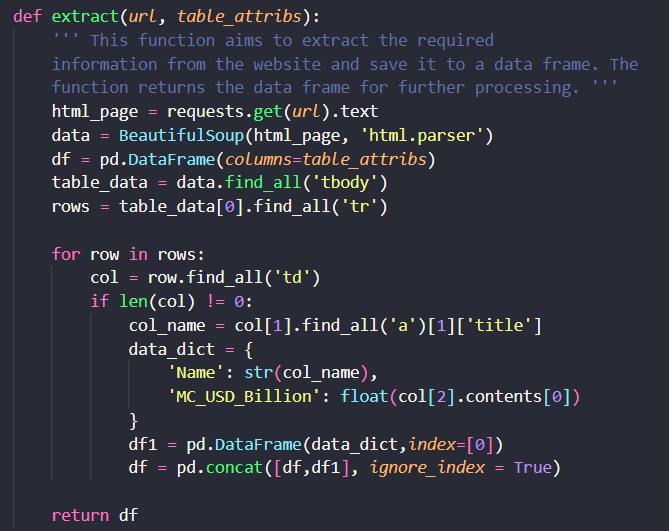 def extract(url, table_attribs):
    ''' This function aims to extract the required
    information from the website and save it to a data frame. The
    function returns the data frame for further processing. '''
    html_page = requests.get(url).text
    data = BeautifulSoup(html_page, 'html.parser')
    df = pd.DataFrame(columns=table_attribs)
    table_data = data.find_all('tbody')
    rows = table_data[0].find_all('tr')

    for row in rows:
        col = row.find_all('td')
        if len(col) != 0:
            col_name = col[1].find_all('a')[1]['title']
            data_dict = {
                'Name': str(col_name),
                'MC_USD_Billion': float(col[2].contents[0])
            }
            df1 = pd.DataFrame(data_dict,index=[0])
            df = pd.concat([df,df1], ignore_index = True)

    return df